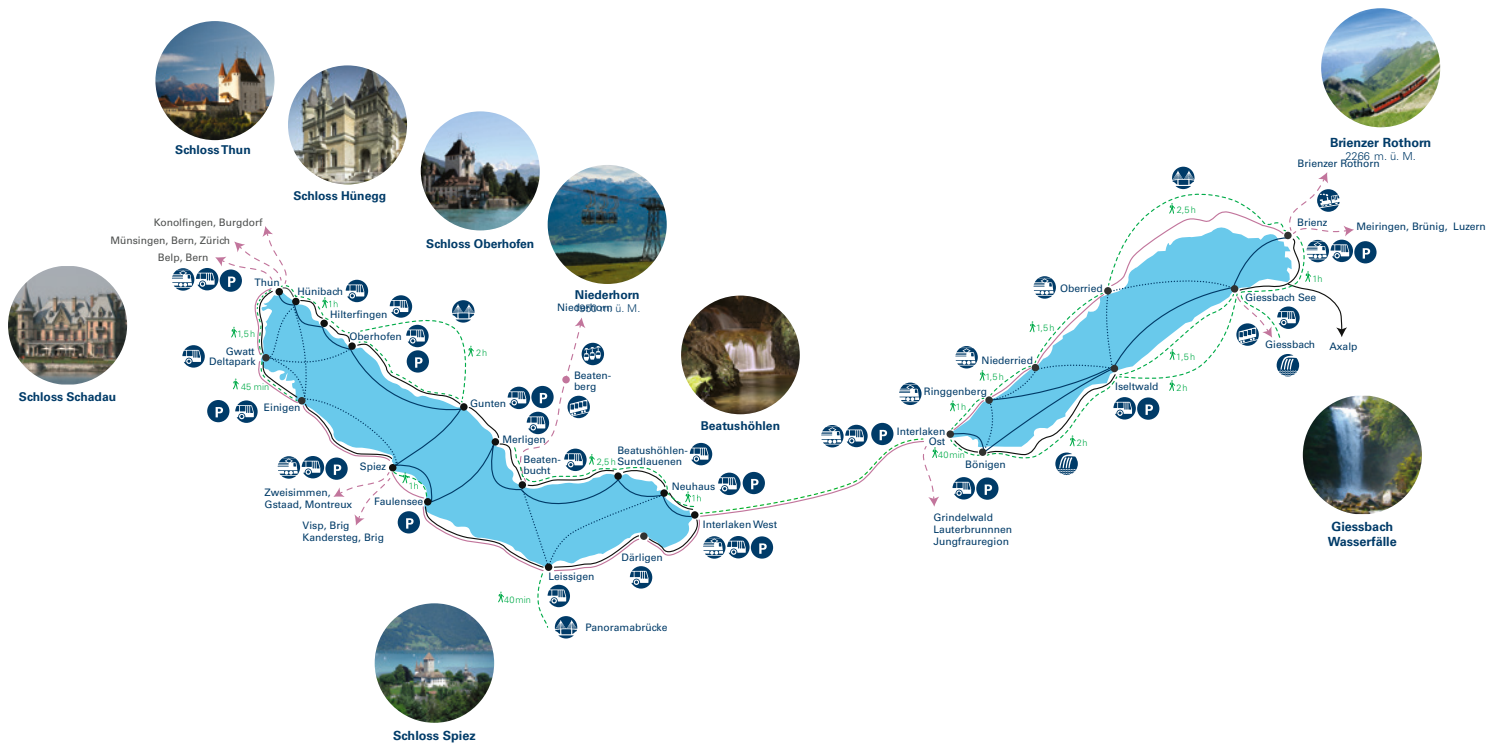 Schloss Thun
Schloss Hünegg
Schloss Oberhofen
Niederhorn
1950 m ü. M.
Niederhorn
Brienzer Rothorn
2266 m. ü. M.
Brienzer Rothorn
Konolfingen, Burgdorf
Münsingen, Bern, Zürich
Belp, Bern
P
Thun
Hünibach
1h
Hilterfingen
Oberhofen
P
2h
1,5h
Gwatt
Deltapark
45 min
P
Einigen
Schloss Schadau
Gunten
P
Merligen
Beaten-
berg
Beaten-
bucht
2,5h
Beatushöhlen-
Sundlauenen
Beatushöhlen
Neuhaus
P
1h
Interlaken West
P
Spiez
P
1h
Zweisimmen,
Gstaad, Montreux
Faulensee
P
Visp, Brig
Kandersteg, Brig
Därligen
Leissigen
40min
Panoramabrücke
Schloss Spiez
2,5h
Brienz
Meiringen, Brünig, Luzern
P
1h
Oberried
Giessbach See
Giessbach
Axalp
1,5h
Niederried
1,5h
1,5h
2h
Iseltwald
P
Ringgenberg
1h
P
Interlaken
Ost
40min
Bönigen
P
2h
Grindelwald
Lauterbrunnnen
Jungfrauregion
Giessbach
Wasserfälle